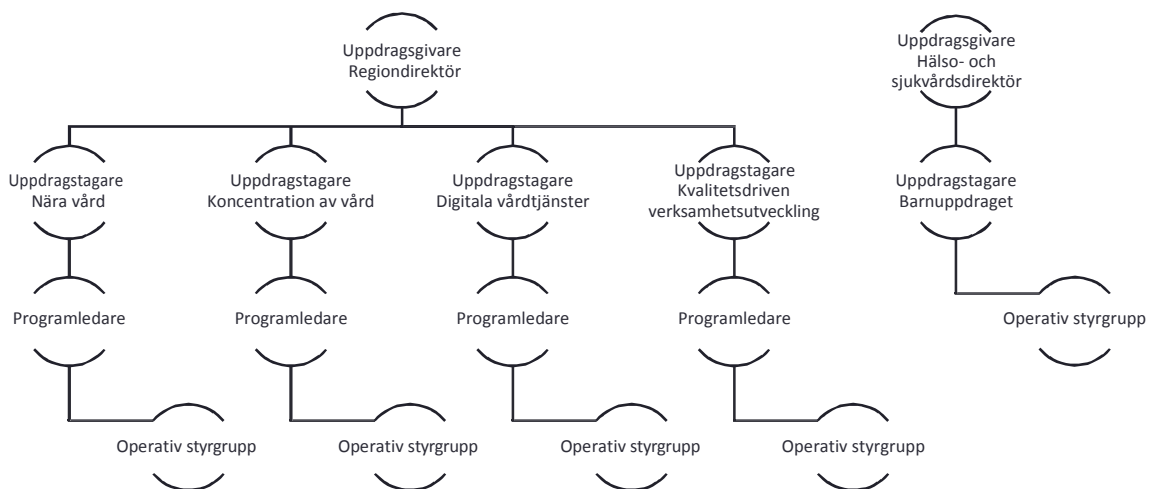 Uppdragsgivare
Regiondirektör
Uppdragsgivare
Hälso- och
sjukvårdsdirektör
Uppdragstagare
Nära vård
Uppdragstagare
Koncentration av vård
Uppdragstagare
Digitala vårdtjänster
Uppdragstagare
Kvalitetsdriven
verksamhetsutveckling
Uppdragstagare
Barnuppdraget
Programledare
Programledare
Programledare
Programledare
Operativ styrgrupp
Operativ styrgrupp
Operativ styrgrupp
Operativ styrgrupp
Operativ styrgrupp